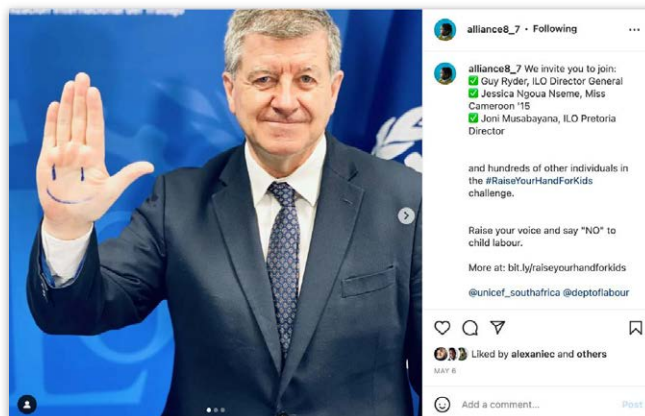 alliance8_7 • Following
alliance8_7 We invite you to join:
✅ Guy Ryder, ILO Director General
✅ Jessica Ngoua Nseme, Miss
Cameroon '15
✅ Joni Musabayana, ILO Pretoria
Director
and hundreds of other individuals in
the #RaiseYourHandForKids
challenge.
Raise your voice and say "NO" to
child labour.
More at: bit.ly/raiseyourhandforkids
@unicef_southafrica @deptoflabour
Liked by alexaniec and others
MAY 6
Add a comment...
Post